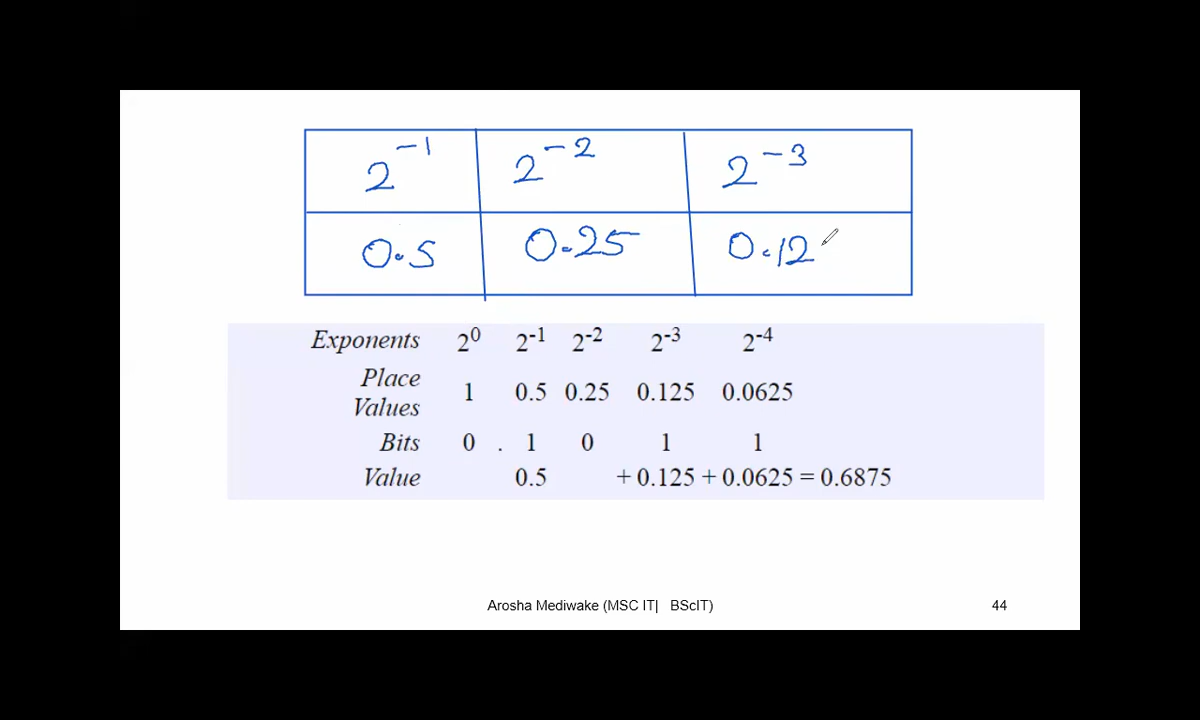 2⁻¹ 2⁻² 2⁻³
0.5 0.25 0.12
Exponents 2⁰ 2⁻¹ 2⁻² 2⁻³ 2⁻⁴
Place
Values 1 0.5 0.25 0.125 0.0625
Bits 0 . 1 0 1 1
Value 0.5 + 0.125 + 0.0625 = 0.6875
Arosha Mediwake (MSC IT| BScIT) 44